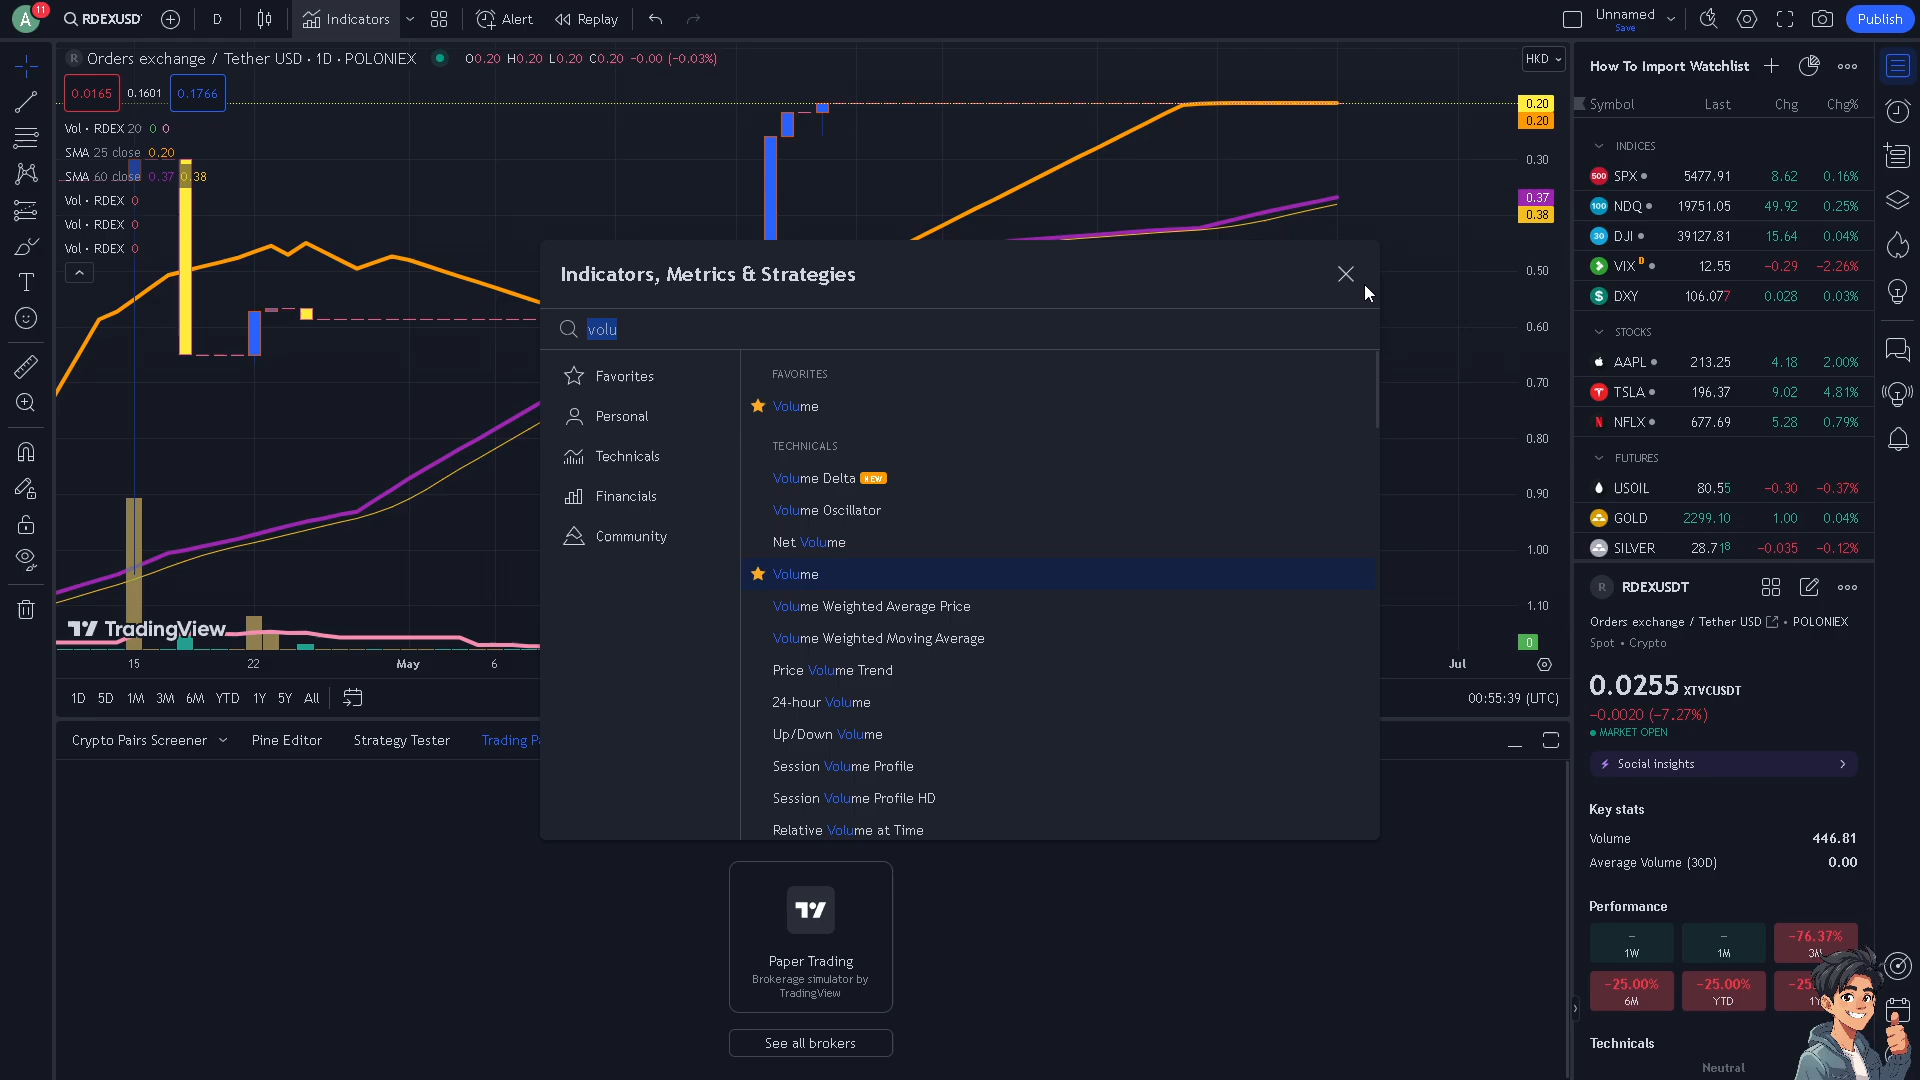 A
11
RDEXUSD
D
Indicators
Alert
Replay
Unnamed
Save
Publish
R Orders exchange / Tether USD · 1D · POLONIEX
O0.20 H0.20 L0.20 C0.20 −0.00 (−0.03%)
HKD
0.0165
0.1601
0.1766
Vol · RDEX 20 0 0
SMA 25 close 0.20
SMA 60 close 0.37 0.38
Vol · RDEX 0
Vol · RDEX 0
Vol · RDEX 0
0.20
0.20
0.30
0.37
0.38
0.50
0.60
0.70
0.80
0.90
1.00
1.10
0
TradingView
15
22
May
6
Jul
1D 5D 1M 3M 6M YTD 1Y 5Y All
00:55:39 (UTC)
Crypto Pairs Screener
Pine Editor
Strategy Tester
Trading P
Indicators, Metrics & Strategies
volu
Favorites
Personal
Technicals
Financials
Community
FAVORITES
Volume
TECHNICALS
Volume Delta NEW
Volume Oscillator
Net Volume
Volume
Volume Weighted Average Price
Volume Weighted Moving Average
Price Volume Trend
24-hour Volume
Up/Down Volume
Session Volume Profile
Session Volume Profile HD
Relative Volume at Time
Paper Trading
Brokerage simulator by
TradingView
See all brokers
How To Import Watchlist
Symbol Last Chg Chg%
INDICES
500 SPX 5477.91 8.62 0.16%
100 NDQ 19751.05 49.92 0.25%
30 DJI 39127.81 15.64 0.04%
VIX D 12.55 −0.29 −2.26%
$ DXY 106.077 0.028 0.03%
STOCKS
AAPL 213.25 4.18 2.00%
TSLA 196.37 9.02 4.81%
N NFLX 677.69 5.28 0.79%
FUTURES
USOIL 80.55 −0.30 −0.37%
GOLD 2299.10 1.00 0.04%
SILVER 28.718 −0.035 −0.12%
R RDEXUSDT
Orders exchange / Tether USD • POLONIEX
Spot • Crypto
0.0255 XTVCUSDT
−0.0020 (−7.27%)
MARKET OPEN
Social insights
Key stats
Volume 446.81
Average Volume (30D) 0.00
Performance
– – −76.37%
1W 1M
−25.00% −25.00%
6M YTD
Technicals
Neutral